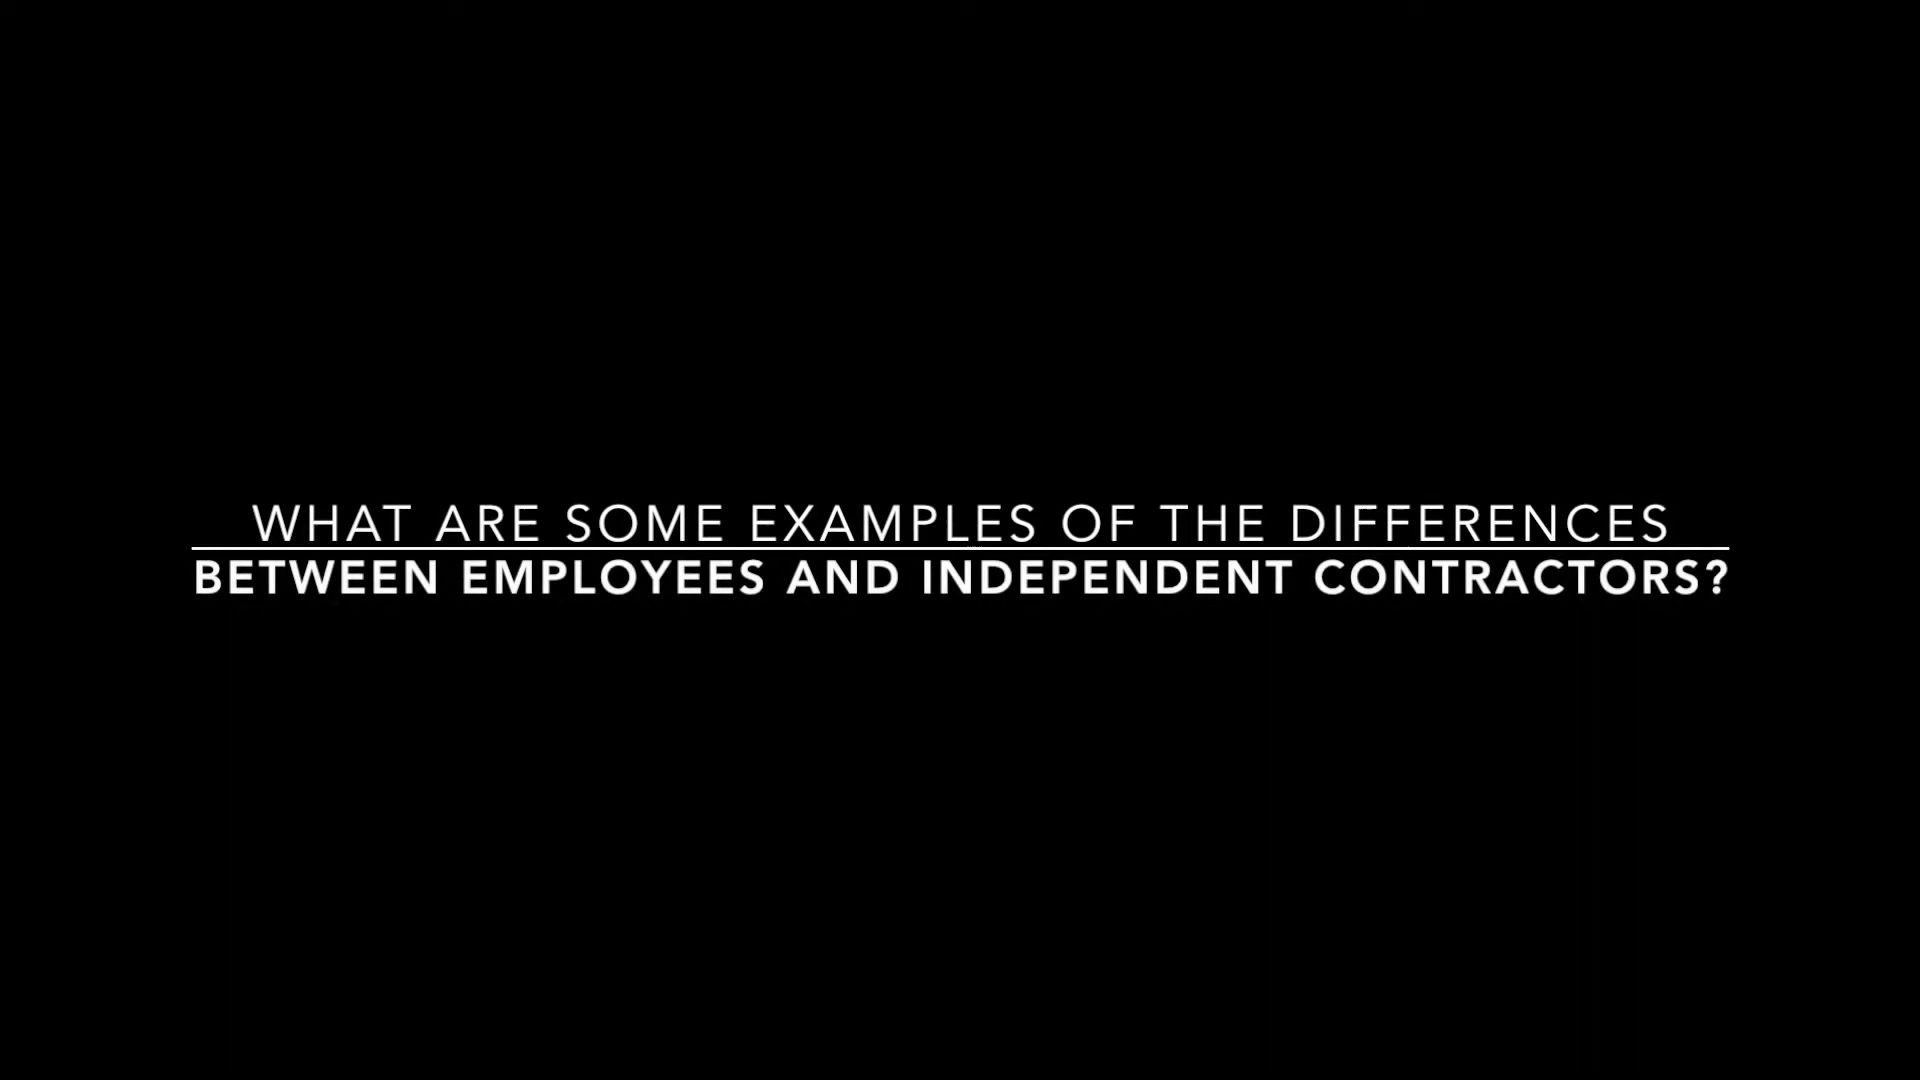 WHAT ARE SOME EXAMPLES OF THE DIFFERENCES
BETWEEN EMPLOYEES AND INDEPENDENT CONTRACTORS?